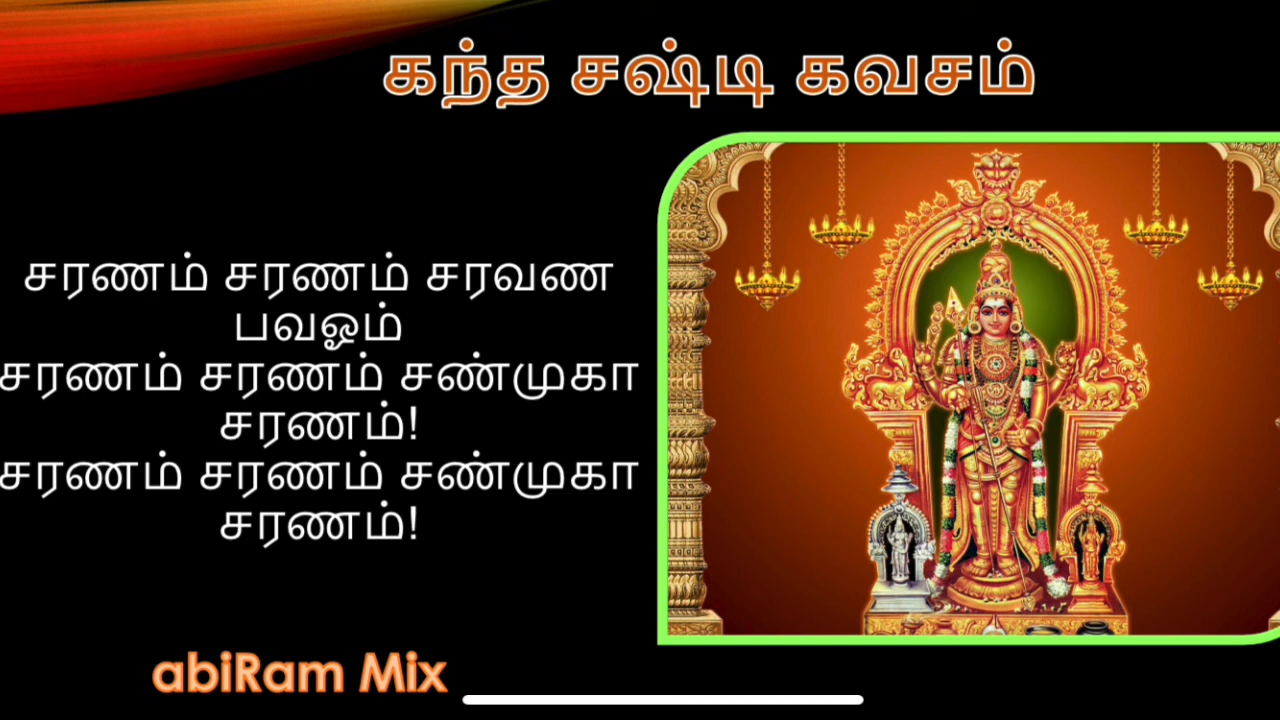 கந்த சஷ்டி கவசம்
சரணம் சரணம் சரவண
பவஓம்
சரணம் சரணம் சண்முகா
சரணம்!
சரணம் சரணம் சண்முகா
சரணம்!
abiRam Mix